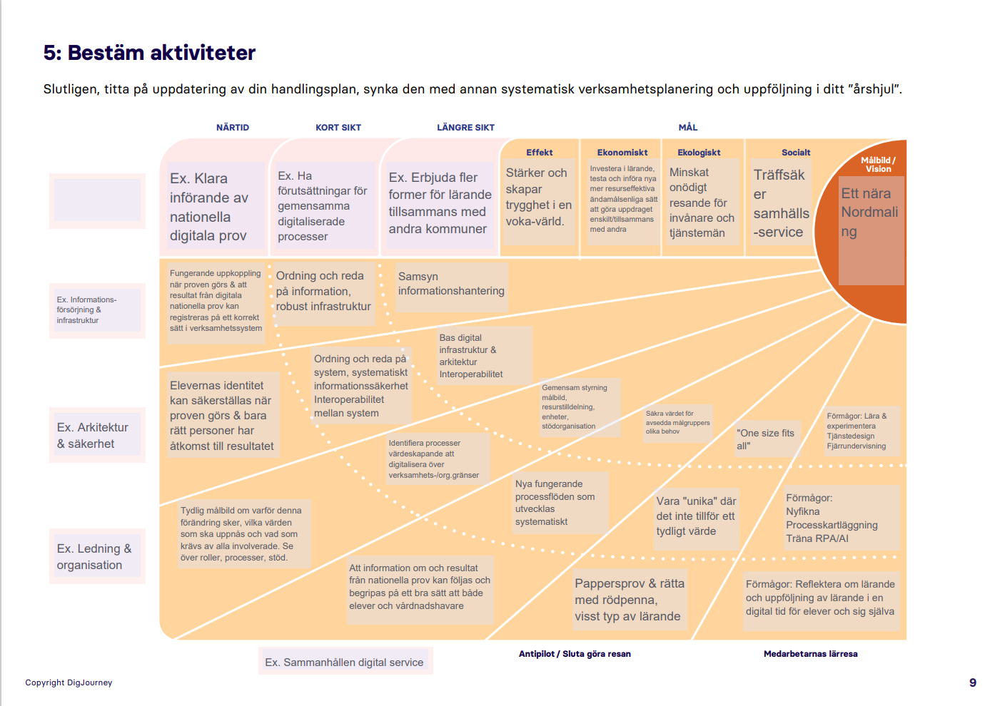 5: Bestäm aktiviteter
Slutligen, titta på uppdatering av din handlingsplan, synka den med annan systematisk verksamhetsplanering och uppföljning i ditt ”årshjul”.
NÄRTID
KORT SIKT
LÄNGRE SIKT
MÅL
Ex. Klara
införande av
nationella
digitala prov
Ex. Ha
förutsättningar för
gemensamma
digitaliserade
processer
Ex. Erbjuda fler
former för lärande
tillsammans med
andra kommuner
Effekt
Stärker och
skapar
trygghet i en
voka-värld.
Ekonomiskt
Investera i lärande,
testa och införa nya
mer resurseffektiva
ändamålsenliga sätt
att göra uppdraget
enskilt/tillsammans
med andra
Ekologiskt
Minskat
onödigt
resande för
invånare och
tjänstemän
Socialt
Träffsäk
er
samhälls
-service
Målbild /
Vision
Ett nära
Nordmali
ng
Ex. Informations-
försörjning &
infrastruktur
Fungerande uppkoppling
när proven görs & att
resultat från digitala
nationella prov kan
registreras på ett korrekt
sätt i verksamhetssystem
Ordning och reda
på information,
robust infrastruktur
Samsyn
informationshantering
Ex. Arkitektur
& säkerhet
Elevernas identitet
kan säkerställas när
proven görs & bara
rätt personer har
åtkomst till resultatet
Ordning och reda på
system, systematiskt
informationssäkerhet
Interoperabilitet
mellan system
Bas digital
infrastruktur &
arkitektur
Interoperabilitet
Ex. Ledning &
organisation
Tydlig målbild om varför denna
förändring sker, vilka värden
som ska uppnås och vad som
krävs av alla involverade. Se
över roller, processer, stöd.
Identifiera processer
värdeskapande att
digitalisera över
verksamhets-/org.gränser
Gemensam styrning
målbild,
resurstilldelning,
enheter,
stödorganisation
Att information om och resultat
från nationella prov kan följas och
begripas på ett bra sätt att både
elever och vårdnadshavare
Nya fungerande
processflöden som
utvecklas
systematiskt
Säkra värdet för
avsedda målgruppers
olika behov
Pappersprov & rätta
med rödpenna,
visst typ av lärande
Vara "unika" där
det inte tillför ett
tydligt värde
"One size fits
all"
Förmågor: Reflektera om lärande
och uppföljning av lärande i en
digital tid för elever och sig själva
Förmågor:
Nyfikna
Processkartläggning
Träna RPA/AI
Förmågor: Lära &
experimentera
Tjänstedesign
Fjärrundervisning
Ex. Sammanhållen digital service
Antipilot / Sluta göra resan
Medarbetarnas lärresa
Copyright DigJourney
9